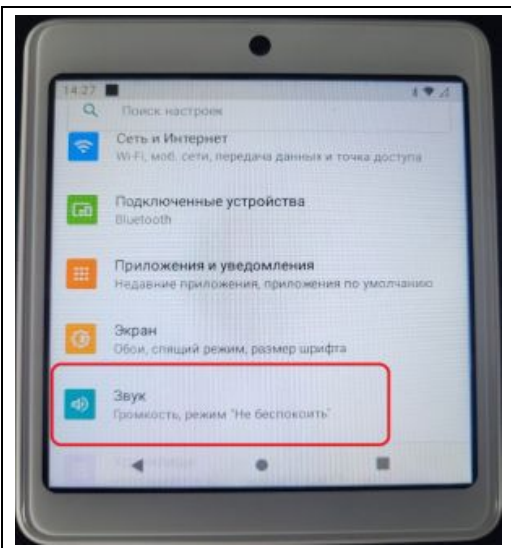 14:27
Поиск настроек
Сеть и Интернет
Wi-Fi, моб. сети, передача данных и точка доступа
Подключенные устройства
Bluetooth
Приложения и уведомления
Недавние приложения, приложения по умолчанию
Экран
Обои, спящий режим, размер шрифта
Звук
Громкость, режим "Не беспокоить"